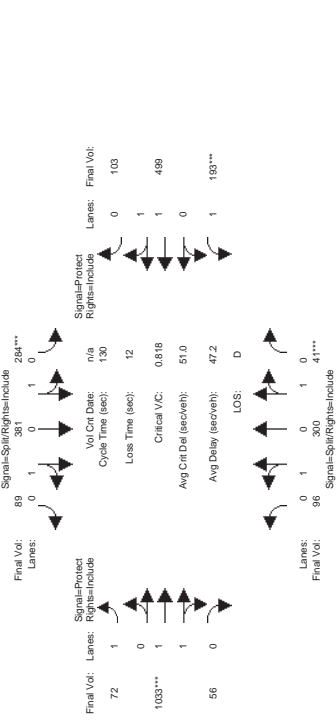 Signal=Split/Rights=Include
Final Vol: 89 381 284***
Lanes: 0 1 0 1 0
Signal=Protect
Rights=Include
Signal=Protect
Rights=Include
Final Vol: Lanes:
Vol Cnt Date: n/a
Lanes: Final Vol:
Cycle Time (sec): 130
72 1
0 103
Loss Time (sec): 12
0
1
1033*** 1
Critical V/C: 0.818
1 499
1
Avg Crit Del (sec/veh): 51.0
0
56 0
Avg Delay (sec/veh): 47.2
1 193***
LOS: D
Lanes: 0 1 0 1 0
Final Vol: 96 300 41***
Signal=Split/Rights=Include